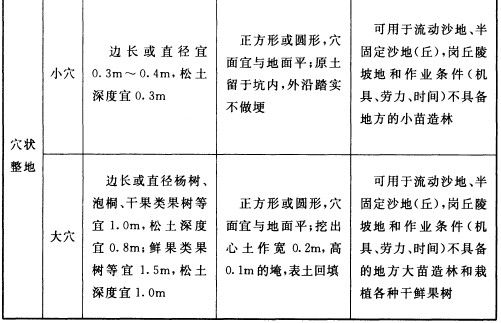 穴状
整地
小穴
边长或直径宜
0.3m～0.4m，松土
深度宜0.3m
正方形或圆形，穴
面宜与地面平；原土
留于坑内，外沿踏实
不做埂
可用于流动沙地、半
固定沙地(丘)，岗丘陵
坡地和作业条件(机
具、劳力、时间)不具备
地方的小苗造林
大穴
边长或直径杨树、
泡桐、干果类果树等
宜1.0m，松土深度
宜0.8m；鲜果类果
树等宜1.5m，松土
深度宜1.0m
正方形或圆形，穴
面宜与地面平；挖出
心土作宽0.2m，高
0.1m的埯，表土回填
可用于流动沙地、半
固定沙地(丘)，岗丘陵
坡地和作业条件(机
具、劳力、时间)不具备
的地方大苗造林和栽
植各种干鲜果树